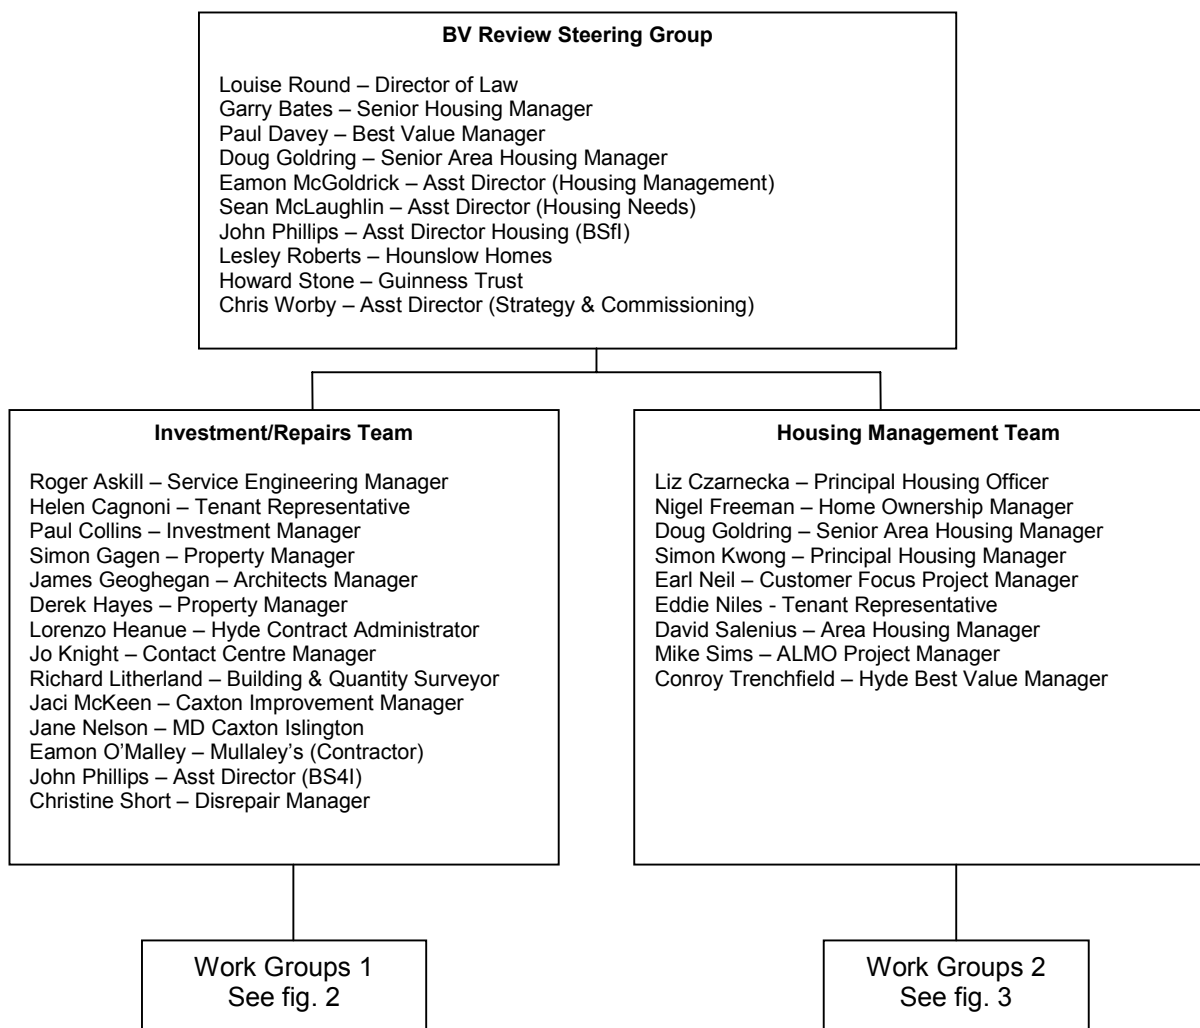 BV Review Steering Group
Louise Round – Director of Law
Garry Bates – Senior Housing Manager
Paul Davey – Best Value Manager
Doug Goldring – Senior Area Housing Manager
Eamon McGoldrick – Asst Director (Housing Management)
Sean McLaughlin – Asst Director (Housing Needs)
John Phillips – Asst Director Housing (BSfI)
Lesley Roberts – Hounslow Homes
Howard Stone – Guinness Trust
Chris Worby – Asst Director (Strategy & Commissioning)
Investment/Repairs Team
Roger Askill – Service Engineering Manager
Helen Cagnoni – Tenant Representative
Paul Collins – Investment Manager
Simon Gagen – Property Manager
James Geoghegan – Architects Manager
Derek Hayes – Property Manager
Lorenzo Heanue – Hyde Contract Administrator
Jo Knight – Contact Centre Manager
Richard Litherland – Building & Quantity Surveyor
Jaci McKeen – Caxton Improvement Manager
Jane Nelson – MD Caxton Islington
Eamon O’Malley – Mullaley’s (Contractor)
John Phillips – Asst Director (BS4I)
Christine Short – Disrepair Manager
Housing Management Team
Liz Czarnecka – Principal Housing Officer
Nigel Freeman – Home Ownership Manager
Doug Goldring – Senior Area Housing Manager
Simon Kwong – Principal Housing Manager
Earl Neil – Customer Focus Project Manager
Eddie Niles - Tenant Representative
David Salenius – Area Housing Manager
Mike Sims – ALMO Project Manager
Conroy Trenchfield – Hyde Best Value Manager
Work Groups 1
See fig. 2
Work Groups 2
See fig. 3